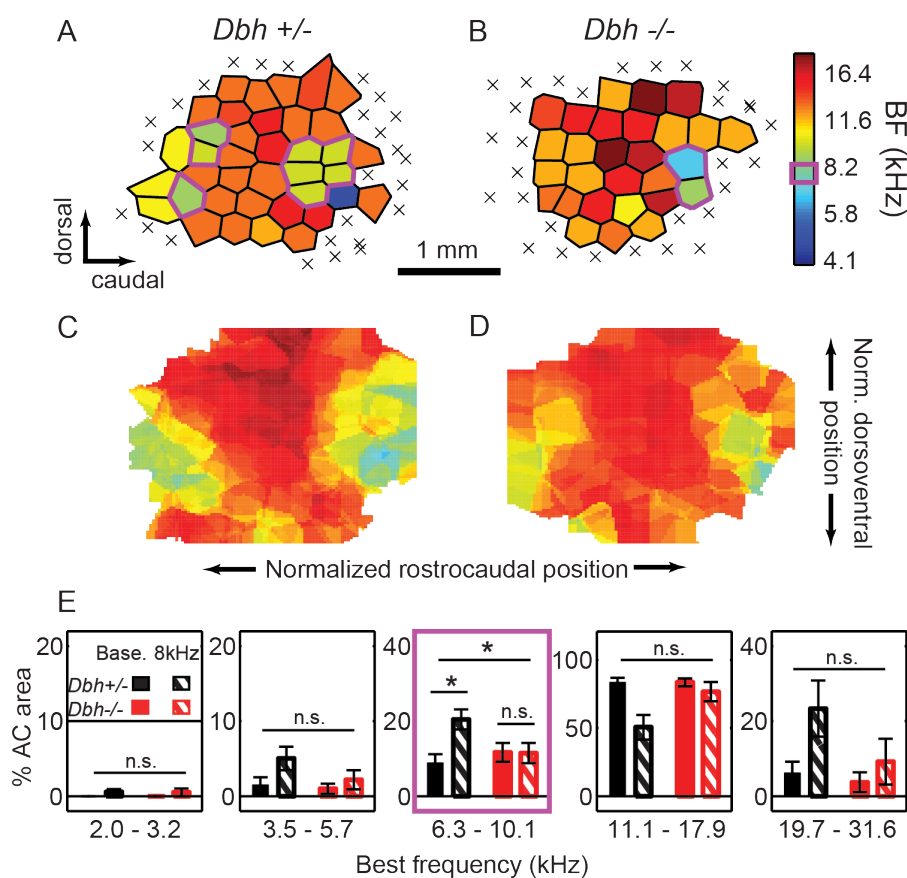 A
Dbh +/-
B
Dbh -/-
16.4
11.6
8.2
5.8
4.1
BF (kHz)
dorsal
caudal
1 mm
C
D
Norm. dorsoventral
position
Normalized rostrocaudal position
E
% AC area
20
10
0
Base. 8kHz
Dbh+/-
Dbh-/-
n.s.
2.0 - 3.2
20
10
0
n.s.
3.5 - 5.7
40
20
0
*
*
n.s.
6.3 - 10.1
100
50
0
n.s.
11.1 - 17.9
40
20
0
n.s.
19.7 - 31.6
Best frequency (kHz)